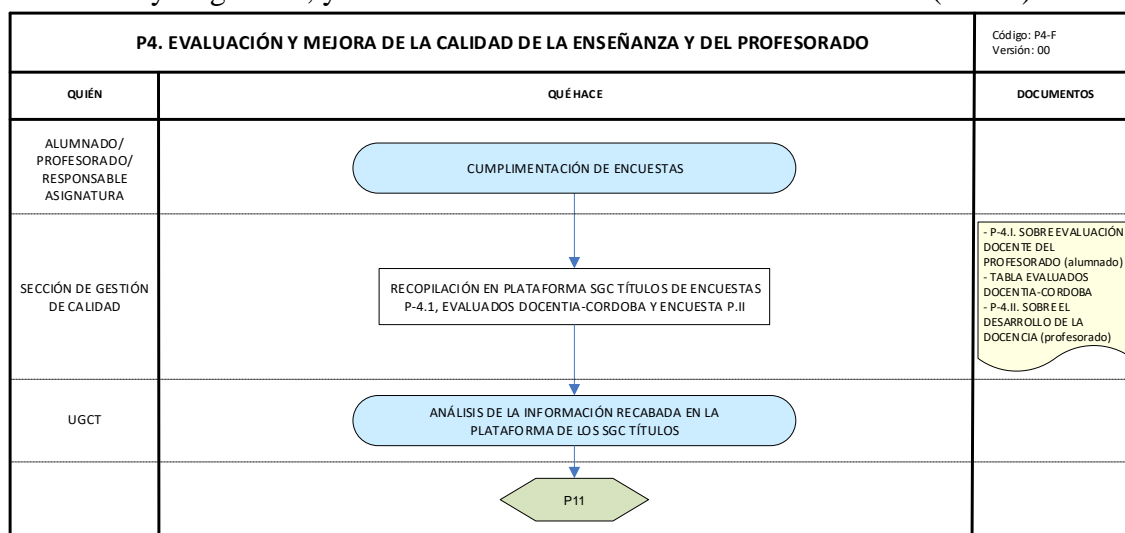 P4. EVALUACIÓN Y MEJORA DE LA CALIDAD DE LA ENSEÑANZA Y DEL PROFESORADO
Código: P4-F
Versión: 00
QUIÉN
QUÉ HACE
DOCUMENTOS
ALUMNADO/
PROFESORADO/
RESPONSABLE
ASIGNATURA
CUMPLIMENTACIÓN DE ENCUESTAS
SECCIÓN DE GESTIÓN
DE CALIDAD
RECOPILACIÓN EN PLATAFORMA SGC TÍTULOS DE ENCUESTAS
P-4.1, EVALUADOS DOCENTIA-CORDOBA Y ENCUESTA P.II
- P-4.I. SOBRE EVALUACIÓN
DOCENTE DEL
PROFESORADO (alumnado)
- TABLA EVALUADOS
DOCENTIA-CORDOBA
- P-4.II. SOBRE EL
DESARROLLO DE LA
DOCENCIA (profesorado)
UGCT
ANÁLISIS DE LA INFORMACIÓN RECABADA EN LA
PLATAFORMA DE LOS SGC TÍTULOS
P11